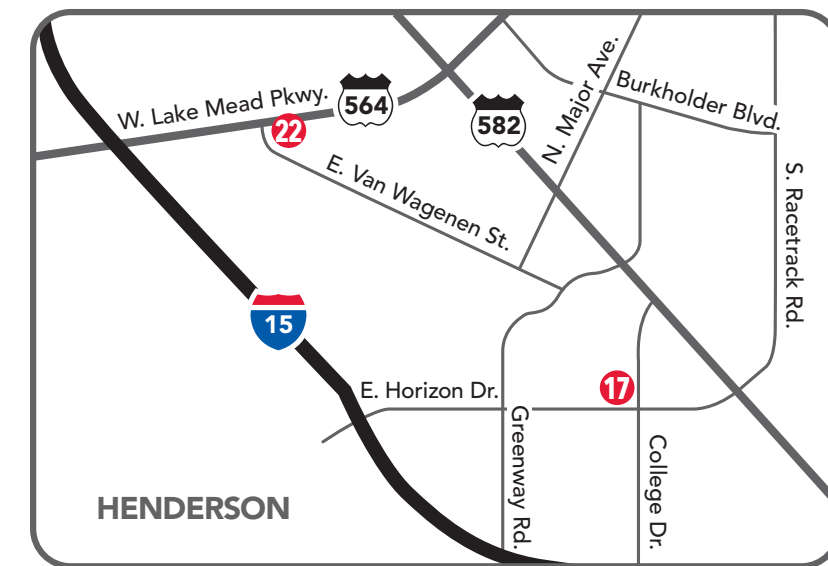 W. Lake Mead Pkwy.
22
564
582
N. Major Ave.
Burkholder Blvd.
E. Van Wagenen St.
S. Racetrack Rd.
15
E. Horizon Dr.
17
Greenway Rd.
College Dr.
HENDERSON